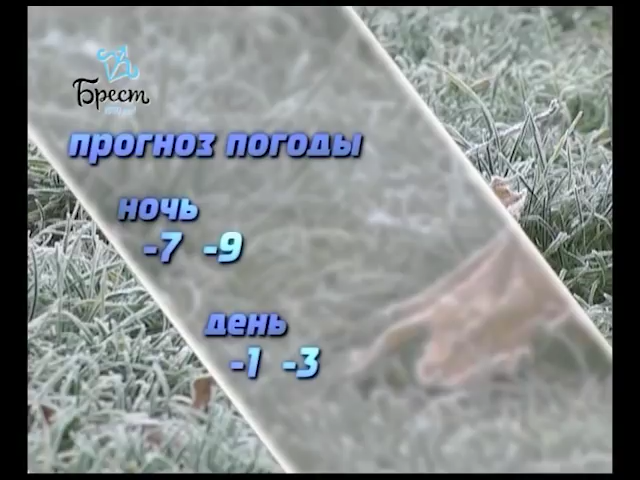 Брест
прогноз погоды
ночь
-7 -9
день
-1 -3